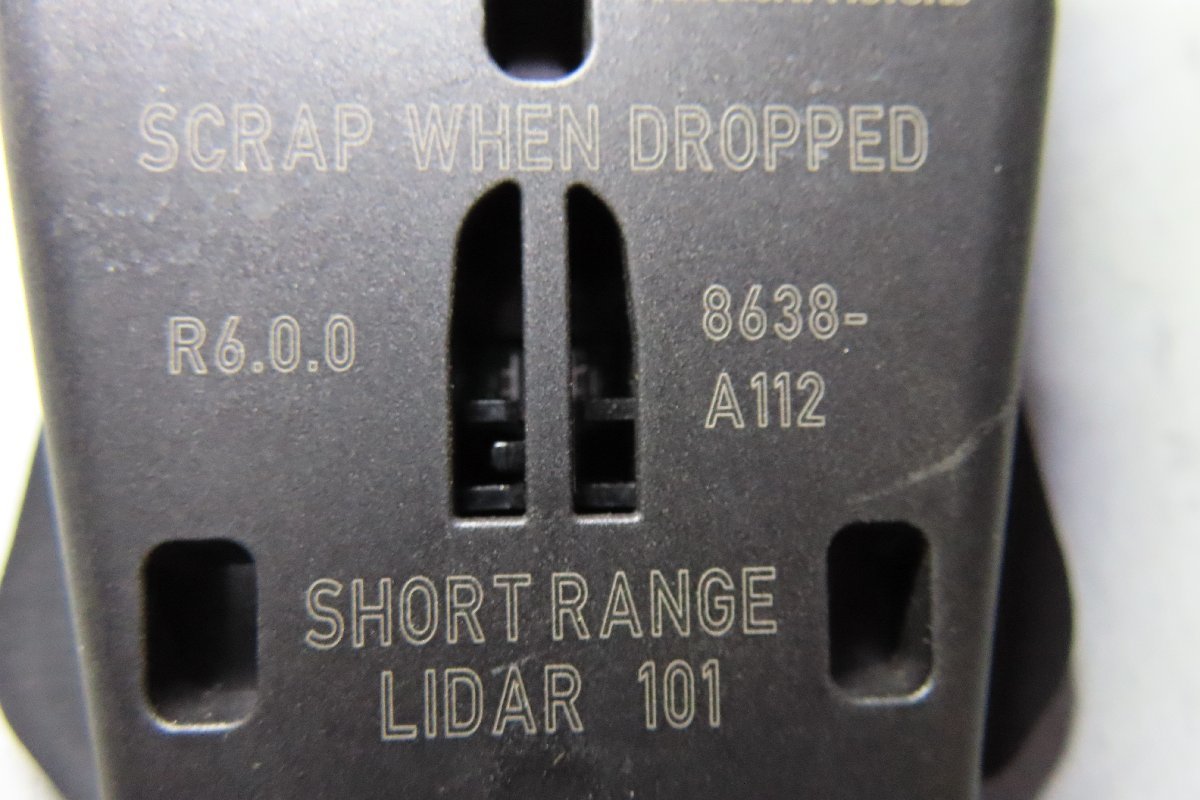 SCRAP WHEN DROPPED
R6.0.0
8638-
A112
SHORT RANGE
LIDAR 101